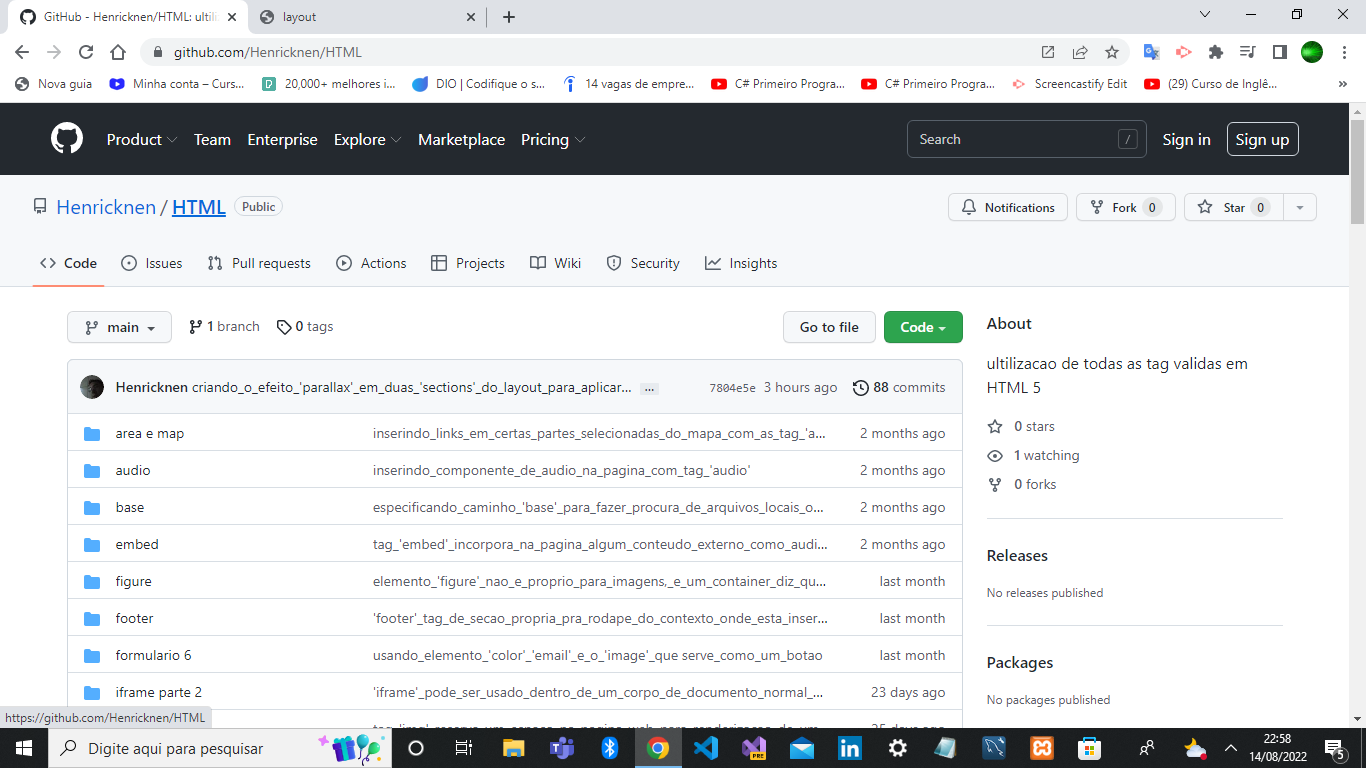 GitHub - Henricknen/HTML: ultili
layout
github.com/Henricknen/HTML
Nova guia
Minha conta – Curs...
20,000+ melhores i...
DIO | Codifique o s...
14 vagas de empre...
C# Primeiro Progra...
C# Primeiro Progra...
Screencastify Edit
(29) Curso de Inglê...
»
Product
Team
Enterprise
Explore
Marketplace
Pricing
Search
/
Sign in
Sign up
Henricknen / HTML
Public
Notifications
Fork 0
Star 0
Code
Issues
Pull requests
Actions
Projects
Wiki
Security
Insights
main
1 branch
0 tags
Go to file
Code
Henricknen criando_o_efeito_'parallax'_em_duas_'sections'_do_layout_para_aplicar... ... 7804e5e 3 hours ago 88 commits
area e map inserindo_links_em_certas_partes_selecionadas_do_mapa_com_as_tag_'a... 2 months ago
audio inserindo_componente_de_audio_na_pagina_com_tag_'audio' 2 months ago
base especificando_caminho_'base'_para_fazer_procura_de_arquivos_locais_o... 2 months ago
embed tag_'embed'_incorpora_na_pagina_algum_conteudo_externo_como_audi... 2 months ago
figure elemento_'figure'_nao_e_proprio_para_imagens,_e_um_container_diz_qu... last month
footer 'footer'_tag_de_secao_propria_pra_rodape_do_contexto_onde_esta_inser... last month
formulario 6 usando_elemento_'color'_'email'_e_o_'image'_que serve_como_um_botao last month
iframe parte 2 'iframe'_pode_ser_usado_dentro_de_um_corpo_de_documento_normal_... 23 days ago
About
ultilizacao de todas as tag validas em
HTML 5
0 stars
1 watching
0 forks
Releases
No releases published
Packages
No packages published
https://github.com/Henricknen/HTML
Digite aqui para pesquisar
PRE
22:58
14/08/2022
5